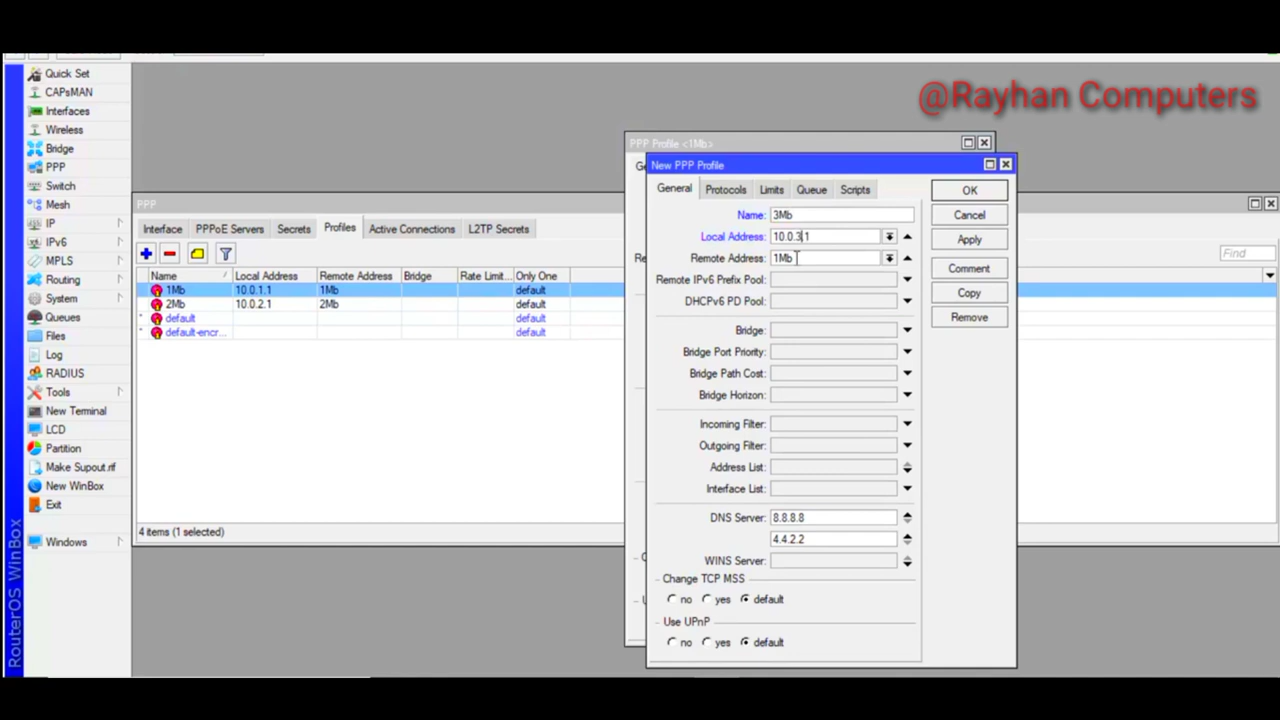 @Rayhan Computers
Quick Set
CAPsMAN
Interfaces
Wireless
Bridge
PPP
Switch
Mesh
IP
IPv6
MPLS
Routing
System
Queues
Files
Log
RADIUS
Tools
New Terminal
LCD
Partition
Make Supout.rif
New WinBox
Exit
Windows
RouterOS WinBox
PPP
Interface PPPoE Servers Secrets Profiles Active Connections L2TP Secrets
Find
Name Local Address Remote Address Bridge Rate Limit... Only One
1Mb 10.0.1.1 1Mb default
2Mb 10.0.2.1 2Mb default
* default default
* default-encr... default
4 items (1 selected)
PPP Profile <1Mb>
New PPP Profile
General Protocols Limits Queue Scripts
Name: 3Mb
Local Address: 10.0.3.1
Remote Address: 1Mb
Remote IPv6 Prefix Pool:
DHCPv6 PD Pool:
Bridge:
Bridge Port Priority:
Bridge Path Cost:
Bridge Horizon:
Incoming Filter:
Outgoing Filter:
Address List:
Interface List:
DNS Server: 8.8.8.8
4.4.2.2
WINS Server:
Change TCP MSS
no yes default
Use UPnP
no yes default
OK
Cancel
Apply
Comment
Copy
Remove